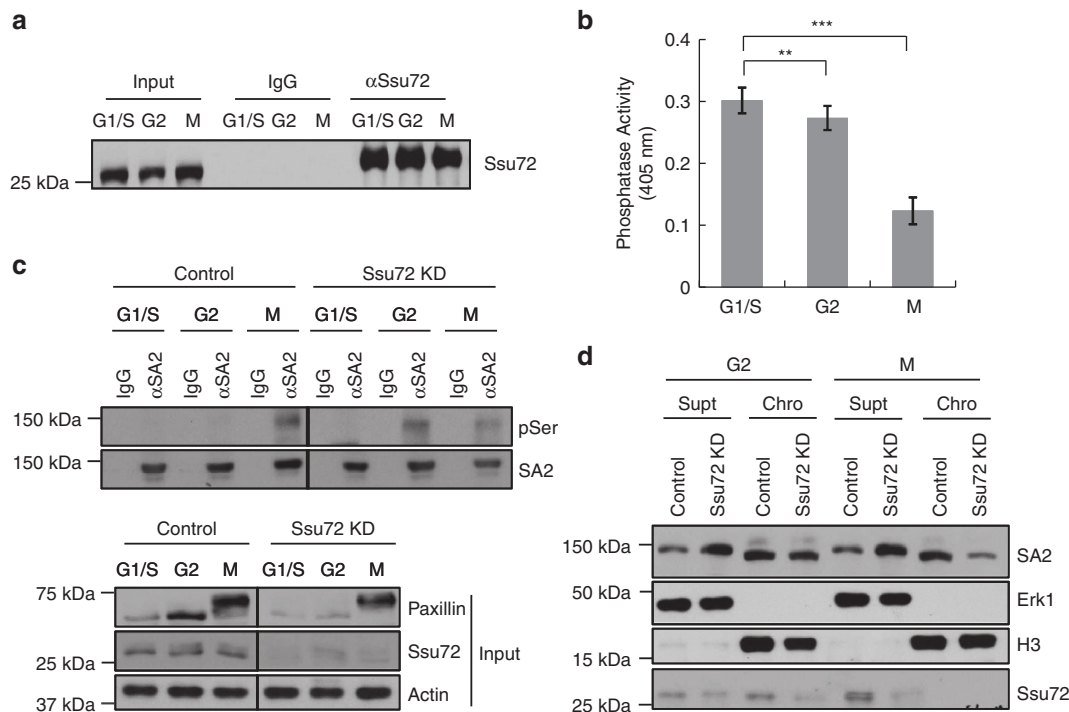 a
Input IgG αSsu72
G1/S G2 M G1/S G2 M G1/S G2 M
25 kDa
Ssu72
b
Phosphatase Activity
(405 nm)
0.4
0.3
0.2
0.1
0
***
**
G1/S G2 M
c
Control Ssu72 KD
G1/S G2 M G1/S G2 M
IgG αSA2 IgG αSA2 IgG αSA2 IgG αSA2 IgG αSA2 IgG αSA2
150 kDa pSer
150 kDa SA2
Control Ssu72 KD
G1/S G2 M G1/S G2 M
75 kDa Paxillin
Ssu72
25 kDa
Actin
37 kDa
Input
d
G2 M
Supt Chro Supt Chro
Control Ssu72 KD Control Ssu72 KD Control Ssu72 KD Control Ssu72 KD
150 kDa SA2
50 kDa Erk1
H3
15 kDa
Ssu72
25 kDa